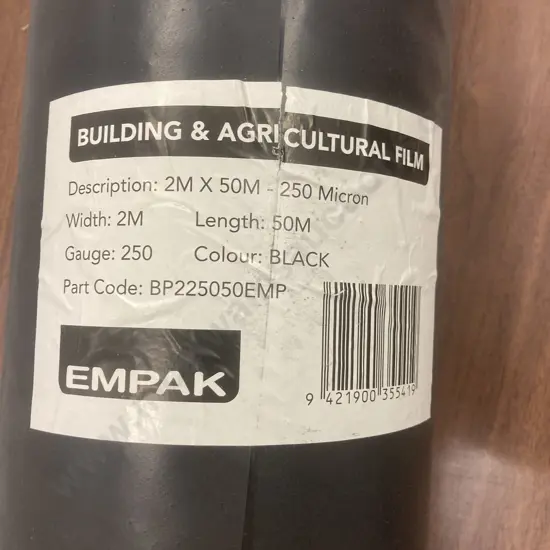 BUILDING & AGRICULTURAL FILM
Description: 2M X 50M - 250 Micron
Width: 2M Length: 50M
Gauge: 250 Colour: BLACK
Part Code: BP225050EMP
EMPAK
9 421900 355419